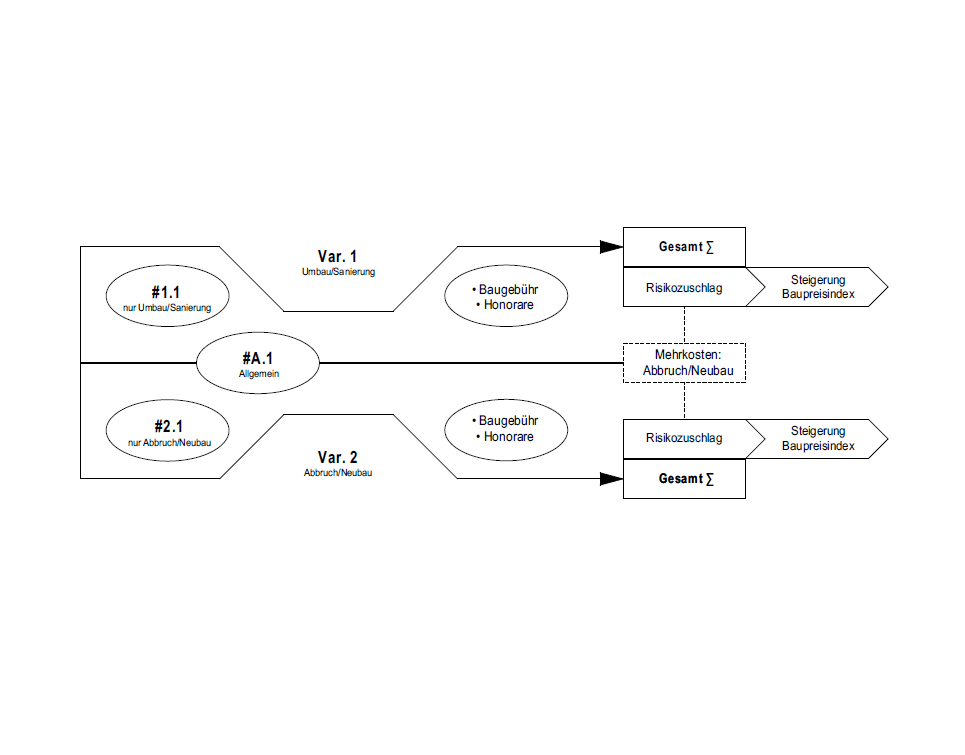 Var. 1
Umbau/Sanierung
#1.1
nur Umbau/Sanierung
• Baugebühr
• Honorare
Gesamt ∑
Risikozuschlag
Steigerung
Baupreisindex
#A.1
Allgemein
Mehrkosten:
Abbruch/Neubau
#2.1
nur Abbruch/Neubau
Var. 2
Abbruch/Neubau
• Baugebühr
• Honorare
Risikozuschlag
Steigerung
Baupreisindex
Gesamt ∑